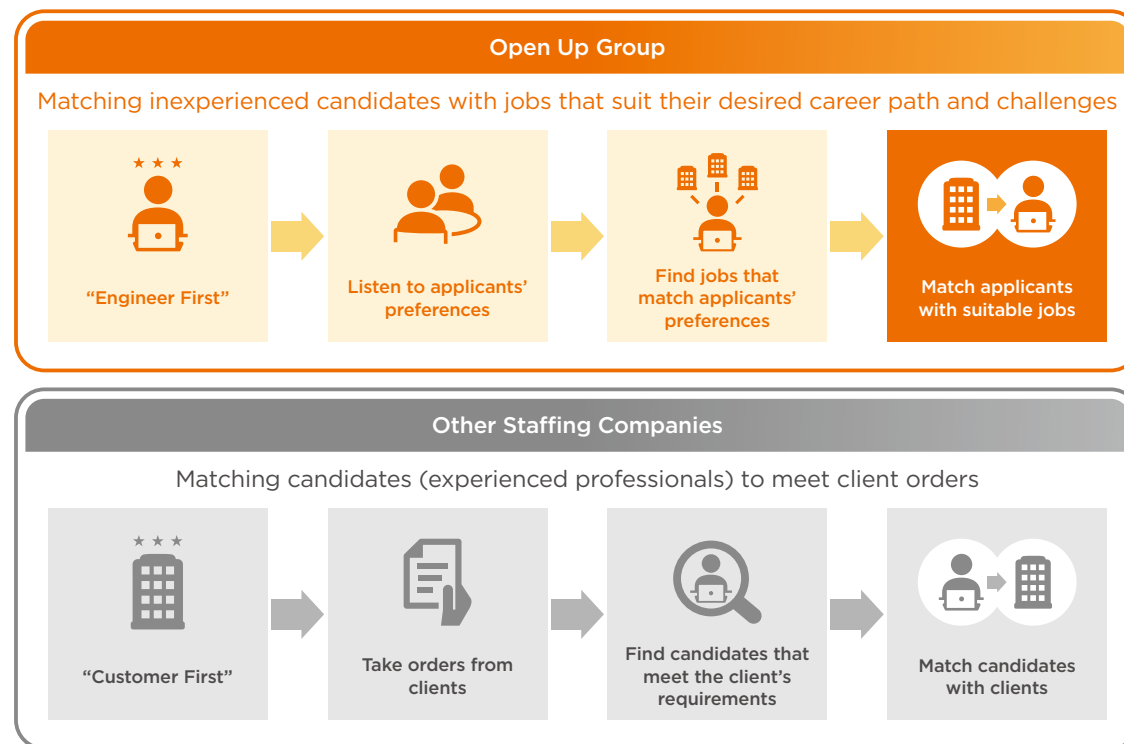 Open Up Group
Matching inexperienced candidates with jobs that suit their desired career path and challenges
“Engineer First”
Listen to applicants’
preferences
Find jobs that
match applicants’
preferences
Match applicants
with suitable jobs
Other Staffing Companies
Matching candidates (experienced professionals) to meet client orders
“Customer First”
Take orders from
clients
Find candidates that
meet the client’s
requirements
Match candidates
with clients